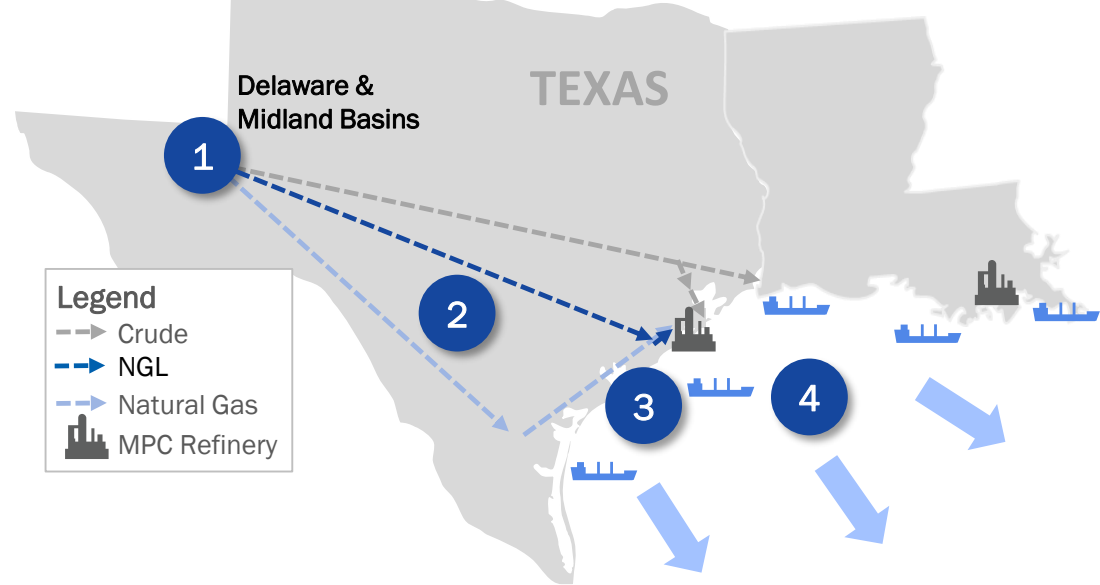 TEXAS
Delaware &
Midland Basins
1
2
3
4
Legend
Crude
NGL
Natural Gas
MPC Refinery